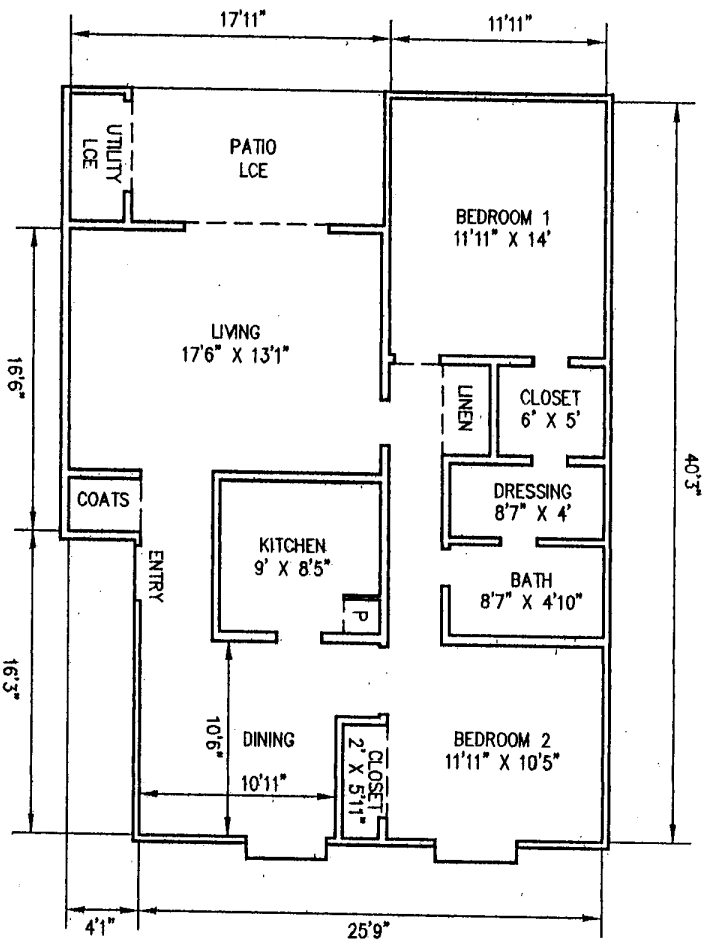 17'11"
11'11"
UTILITY
LCE
PATIO
LCE
BEDROOM 1
11'11" X 14'
LIVING
17'6" X 13'1"
16'6"
LINEN
CLOSET
6' X 5'
40'3"
COATS
DRESSING
8'7" X 4'
KITCHEN
9' X 8'5"
ENTRY
BATH
8'7" X 4'10"
P
16'3"
10'6"
DINING
10'11"
CLOSET
2' X 5'11"
BEDROOM 2
11'11" X 10'5"
4'1"
25'9"